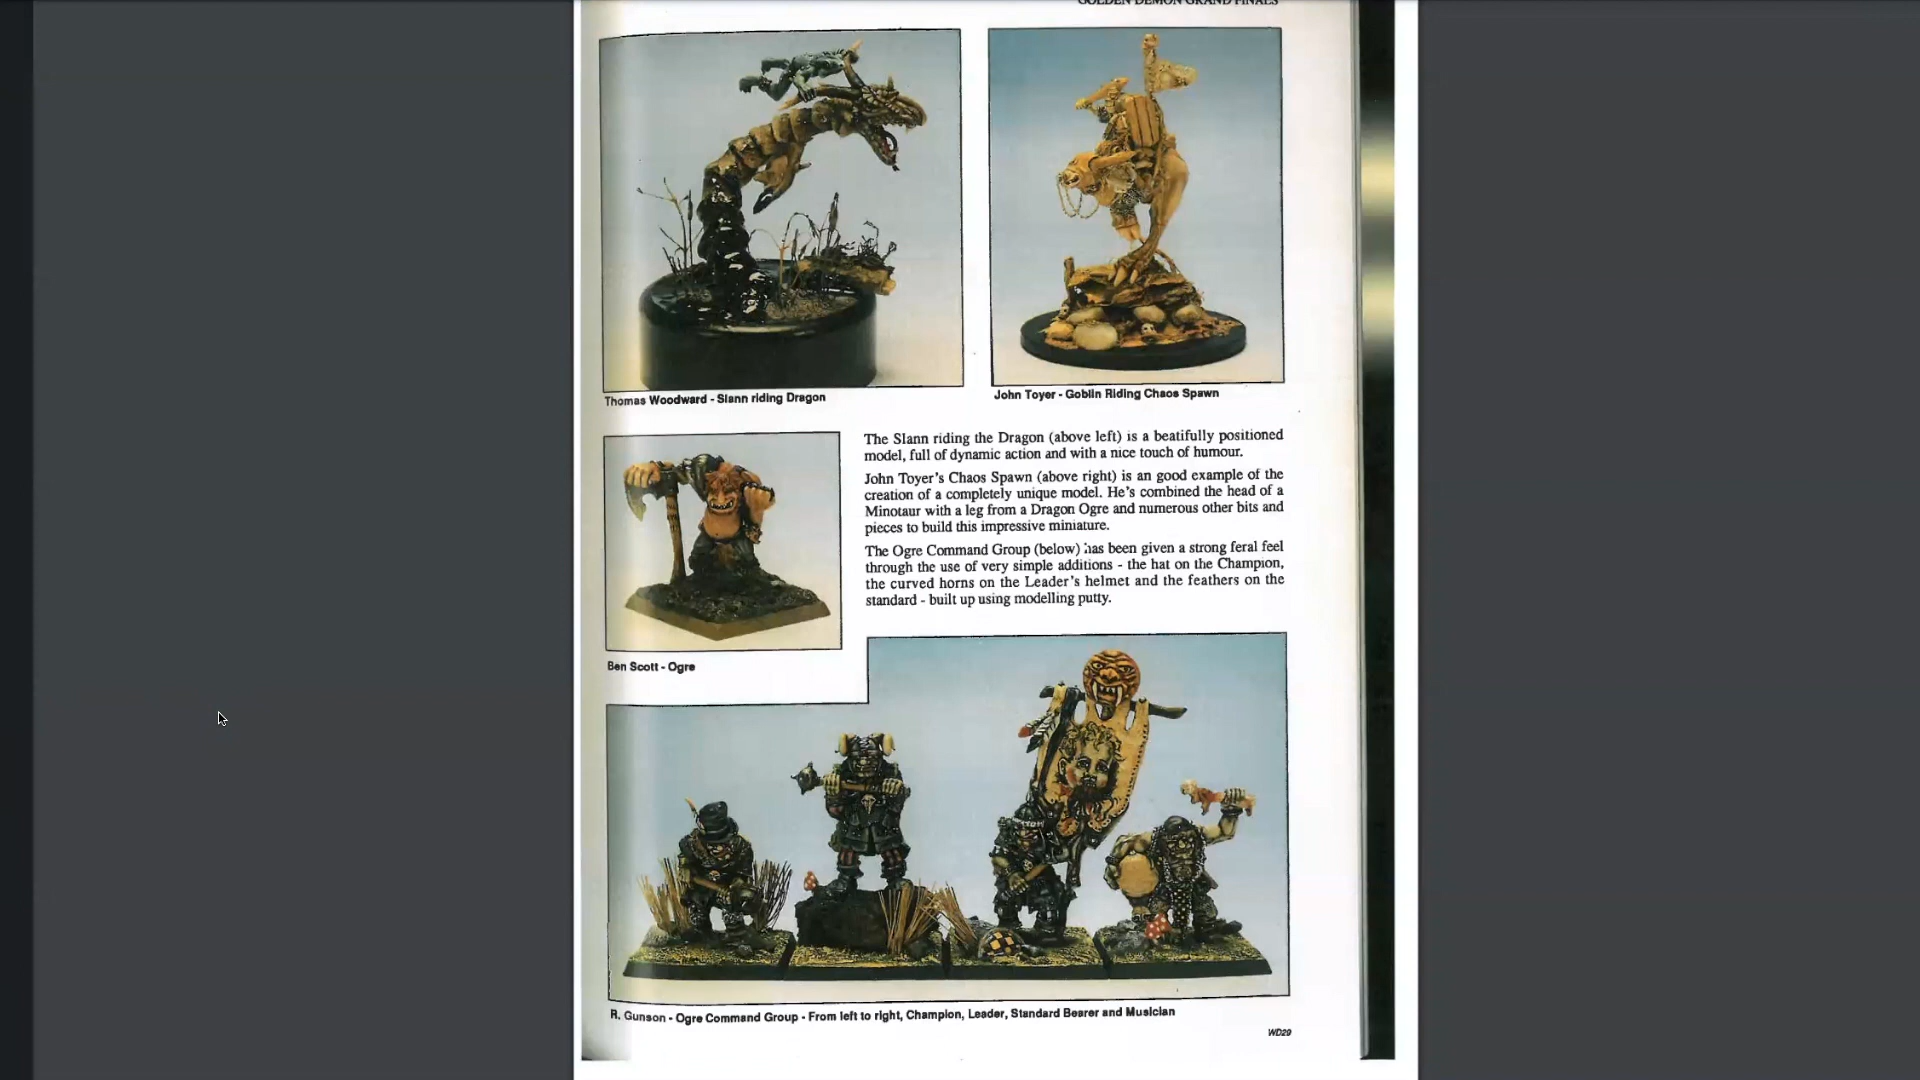 GOLDEN DEMON GRAND FINALS
Thomas Woodward - Slann riding Dragon
John Toyer - Goblin Riding Chaos Spawn
The Slann riding the Dragon (above left) is a beatifully positioned
model, full of dynamic action and with a nice touch of humour.
John Toyer's Chaos Spawn (above right) is an good example of the
creation of a completely unique model. He's combined the head of a
Minotaur with a leg from a Dragon Ogre and numerous other bits and
pieces to build this impressive miniature.
The Ogre Command Group (below) has been given a strong feral feel
through the use of very simple additions - the hat on the Champion,
the curved horns on the Leader's helmet and the feathers on the
standard - built up using modelling putty.
Ben Scott - Ogre
R. Gunson - Ogre Command Group - From left to right, Champion, Leader, Standard Bearer and Musician
WD29